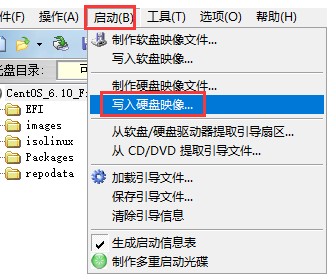 件(F) 启动(B) 工具(T) 选项(O) 帮助(H)
制作软盘映像文件...
写入软盘映像...
光盘目录: 可
制作硬盘映像文件...
CentOS_6.10_F
写入硬盘映像...
EFI
images
从软盘/硬盘驱动器提取引导扇区...
isolinux
从 CD/DVD 提取引导文件...
Packages
repodata
加载引导文件...
保存引导文件...
清除引导信息
生成启动信息表
制作多重启动光碟